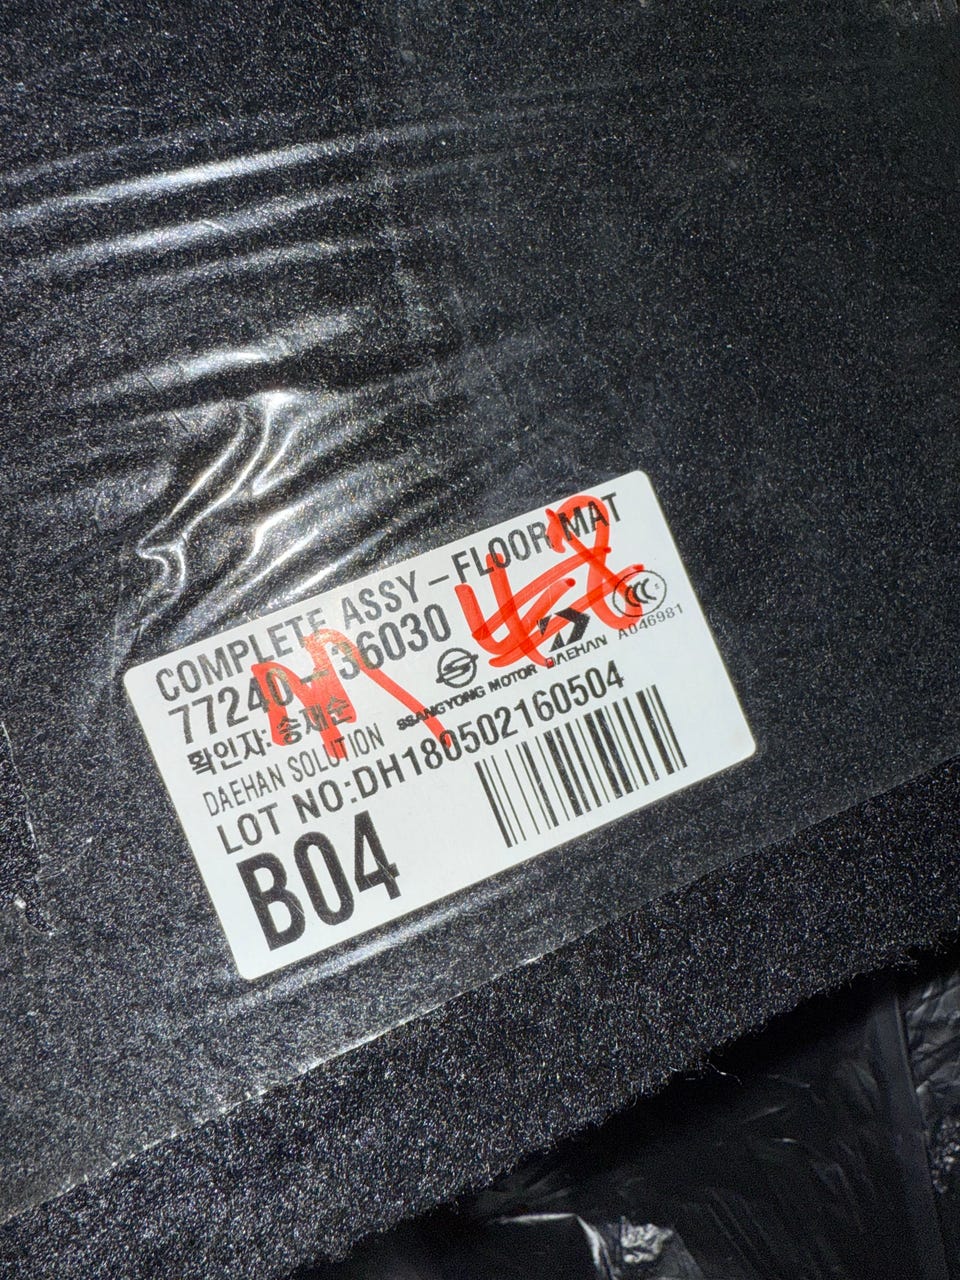 COMPLETE ASSY – FLOOR MAT
77240 – 36030
확인자: 송재순
SSANGYONG MOTOR DAEHAN A046981
DAEHAN SOLUTION
LOT NO:DH180502160504
B04